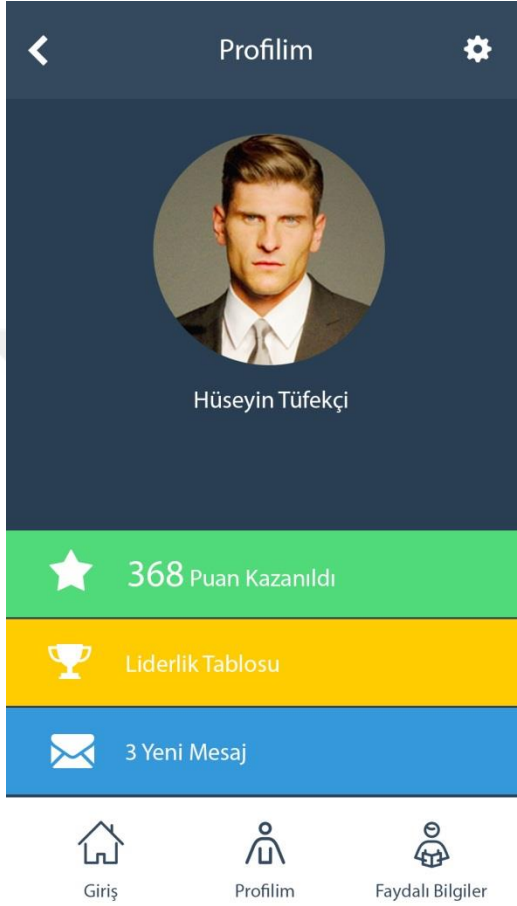 Profilim
Hüseyin Tüfekçi
368 Puan Kazanıldı
Liderlik Tablosu
3 Yeni Mesaj
Giriş Profilim Faydalı Bilgiler